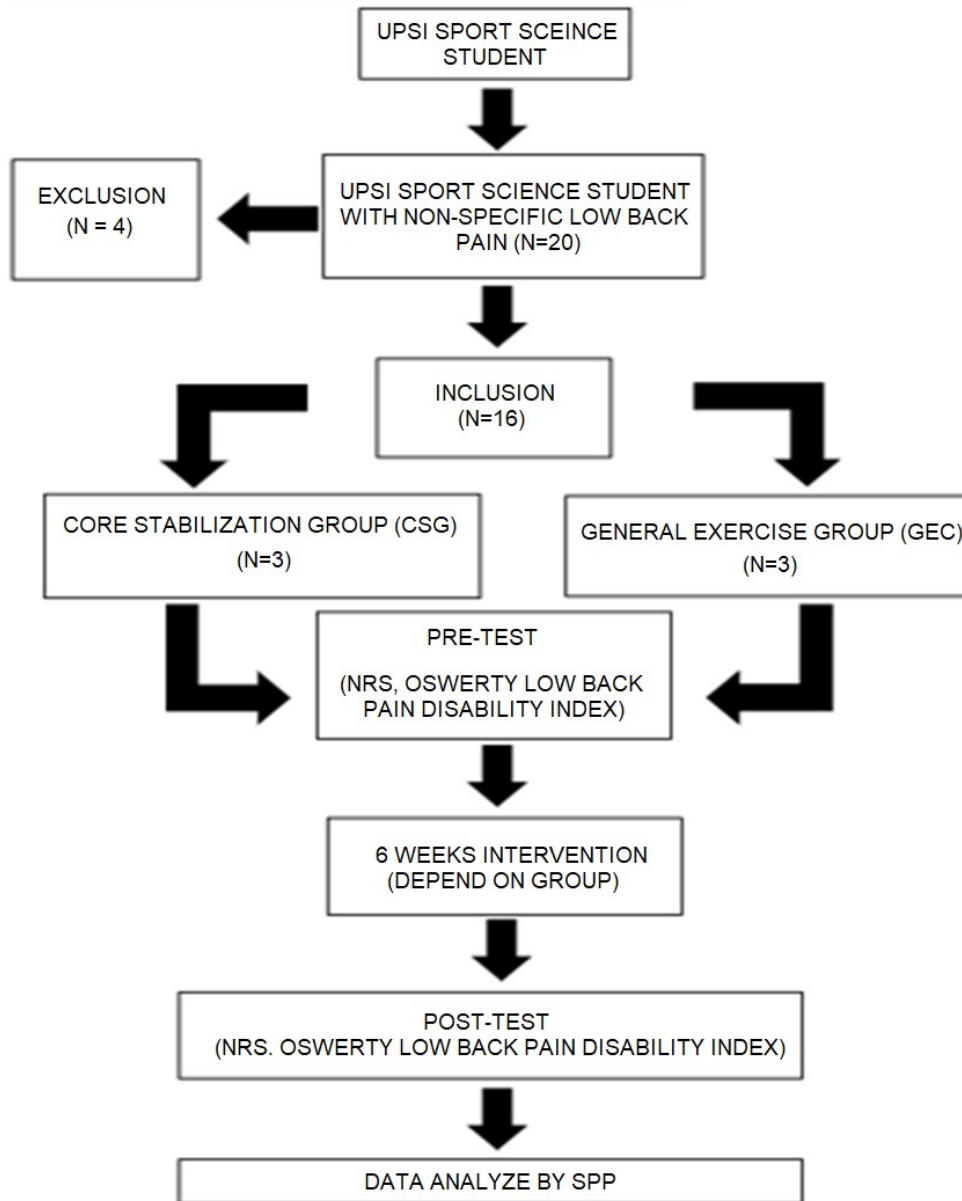 UPSI SPORT SCEINCE
STUDENT
EXCLUSION
(N = 4)
UPSI SPORT SCIENCE STUDENT
WITH NON-SPECIFIC LOW BACK
PAIN (N=20)
INCLUSION
(N=16)
CORE STABILIZATION GROUP (CSG)
(N=3)
GENERAL EXERCISE GROUP (GEC)
(N=3)
PRE-TEST
(NRS, OSWERTY LOW BACK
PAIN DISABILITY INDEX)
6 WEEKS INTERVENTION
(DEPEND ON GROUP)
POST-TEST
(NRS. OSWERTY LOW BACK PAIN DISABILITY INDEX)
DATA ANALYZE BY SPP